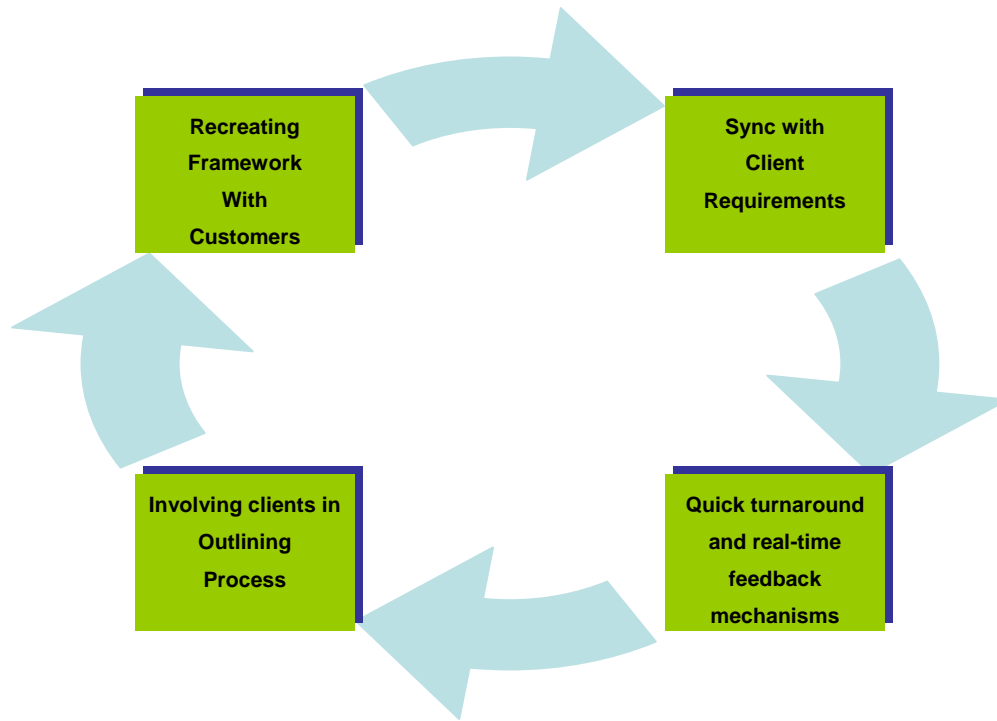 Recreating
Framework
With
Customers
Sync with
Client
Requirements
Involving clients in
Outlining
Process
Quick turnaround
and real-time
feedback
mechanisms